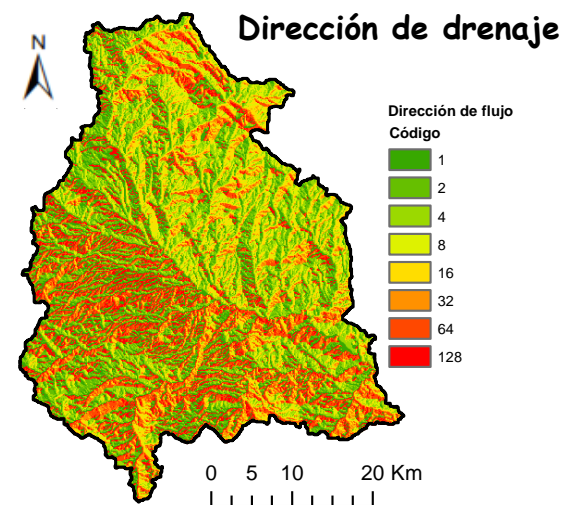 Dirección de drenaje
N
Dirección de flujo
Código
1
2
4
8
16
32
64
128
0 5 10 20 Km